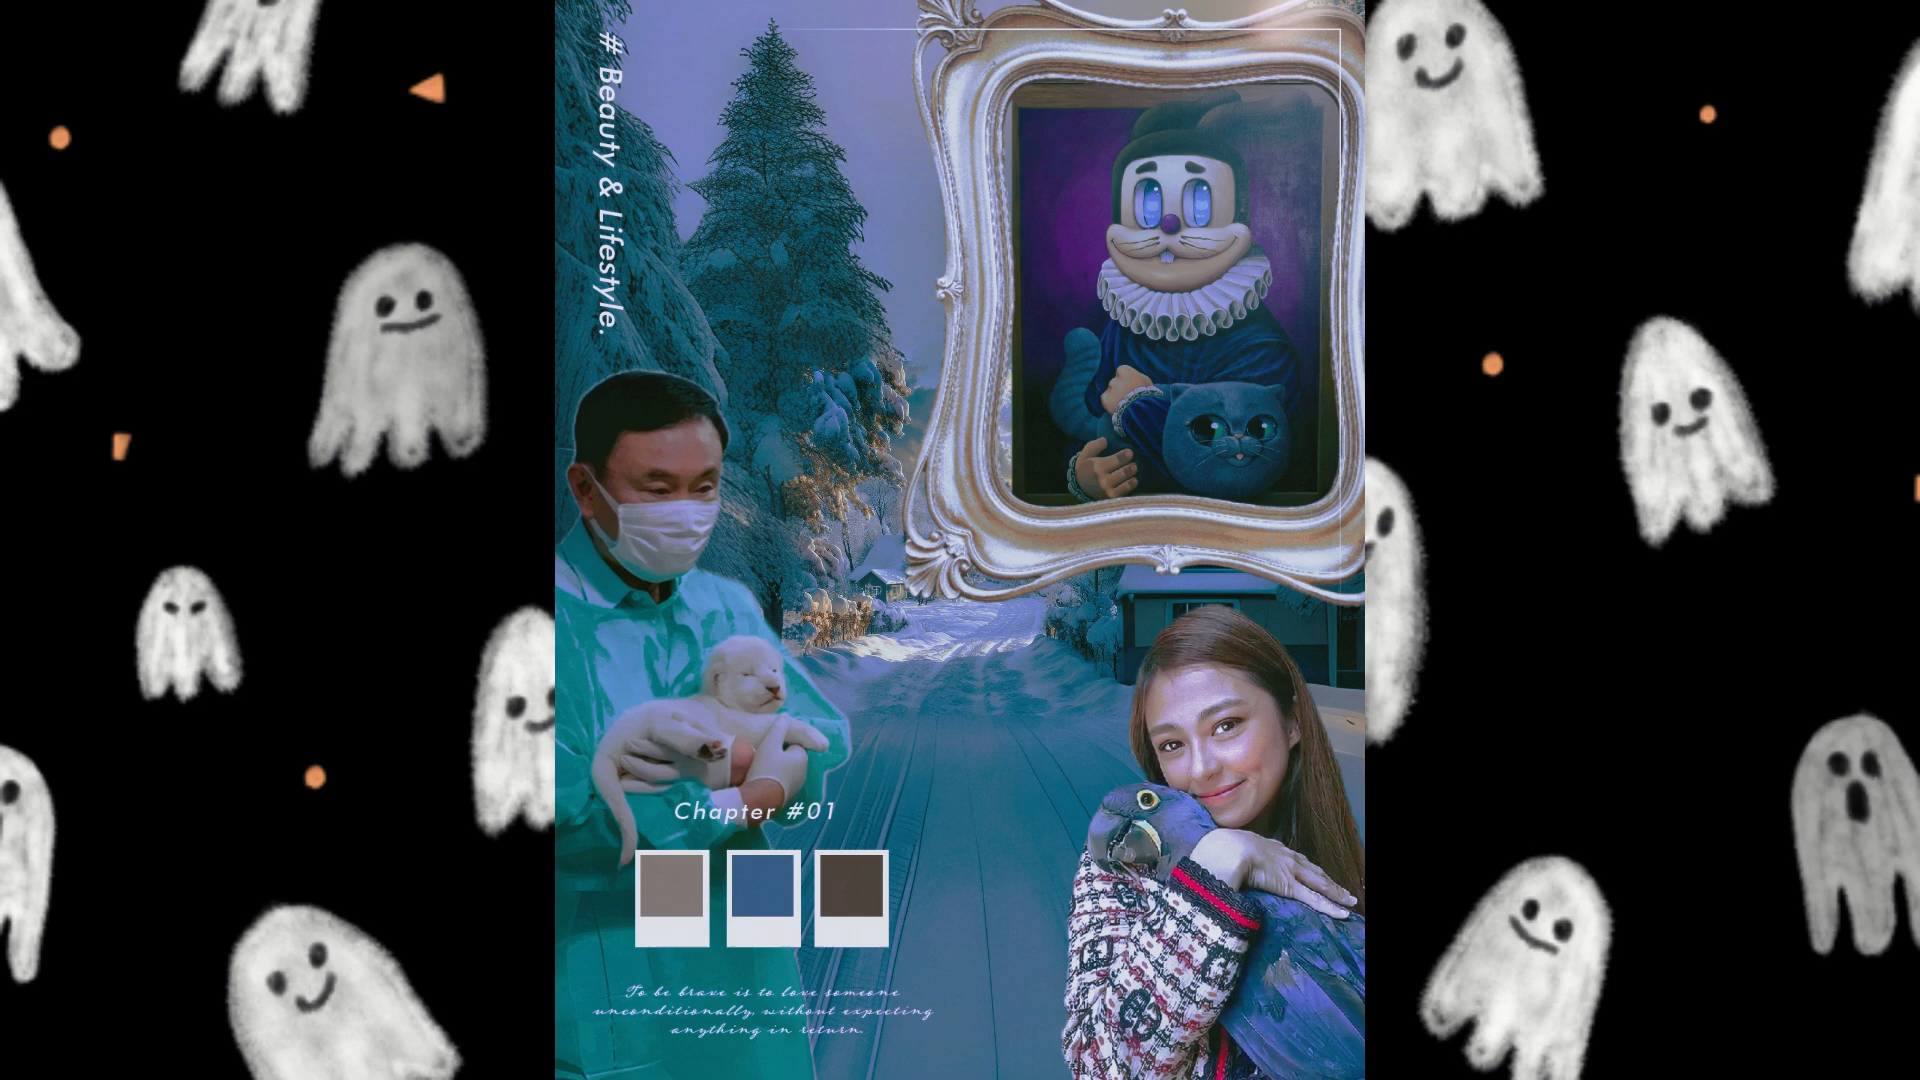 # Beauty & Lifestyle.
Chapter #01
To be brave is to love someone
unconditionally, without expecting
anything in return.